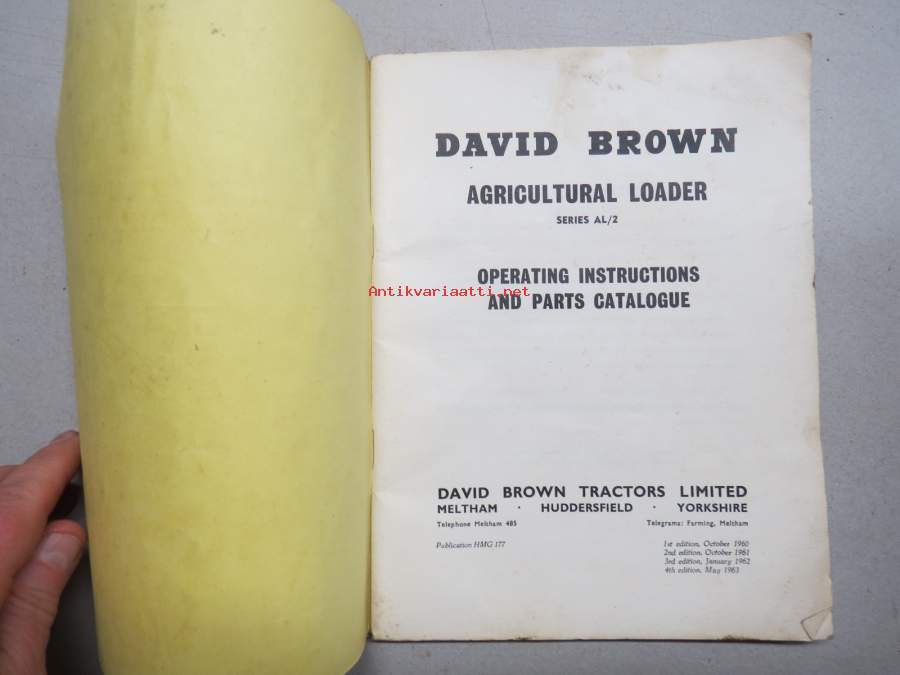 DAVID BROWN
AGRICULTURAL LOADER
SERIES AL/2
OPERATING INSTRUCTIONS
Antikvariaatti.net
AND PARTS CATALOGUE
DAVID BROWN TRACTORS LIMITED
MELTHAM · HUDDERSFIELD · YORKSHIRE
Telephone Meltham 485 Telegrams: Farming, Meltham
Publication HMG 177
1st edition, October 1960
2nd edition, October 1961
3rd edition, January 1962
4th edition, May 1963